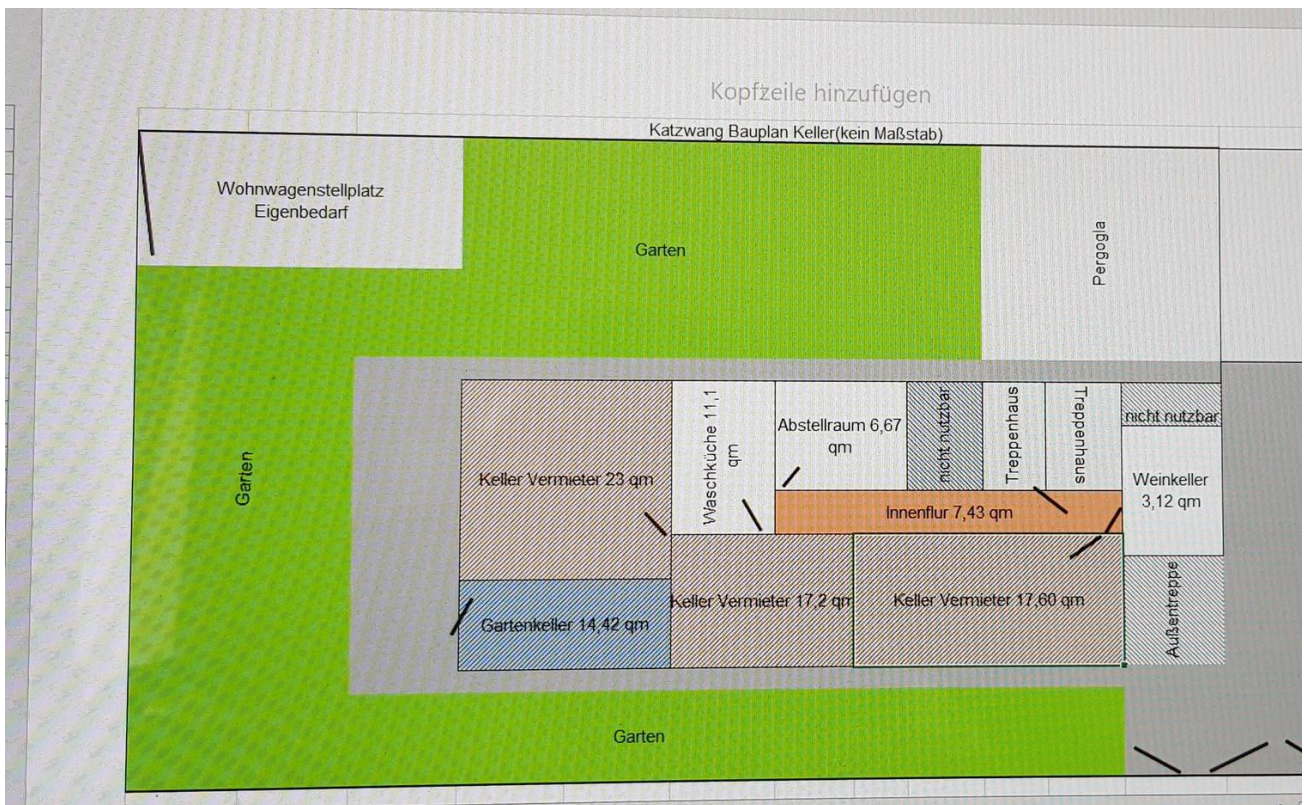 Kopfzeile hinzufügen
Katzwang Bauplan Keller(kein Maßstab)
Wohnwagenstellplatz
Eigenbedarf
Garten
Pergogla
Garten
Keller Vermieter 23 qm
Waschküche 11,1
qm
Abstellraum 6,67
qm
nicht nutzbar
Treppenhaus
Treppenhaus
nicht nutzbar
Weinkeller
3,12 qm
Innenflur 7,43 qm
Gartenkeller 14,42 qm
Keller Vermieter 17,2 qm
Keller Vermieter 17,60 qm
Außentreppe
Garten